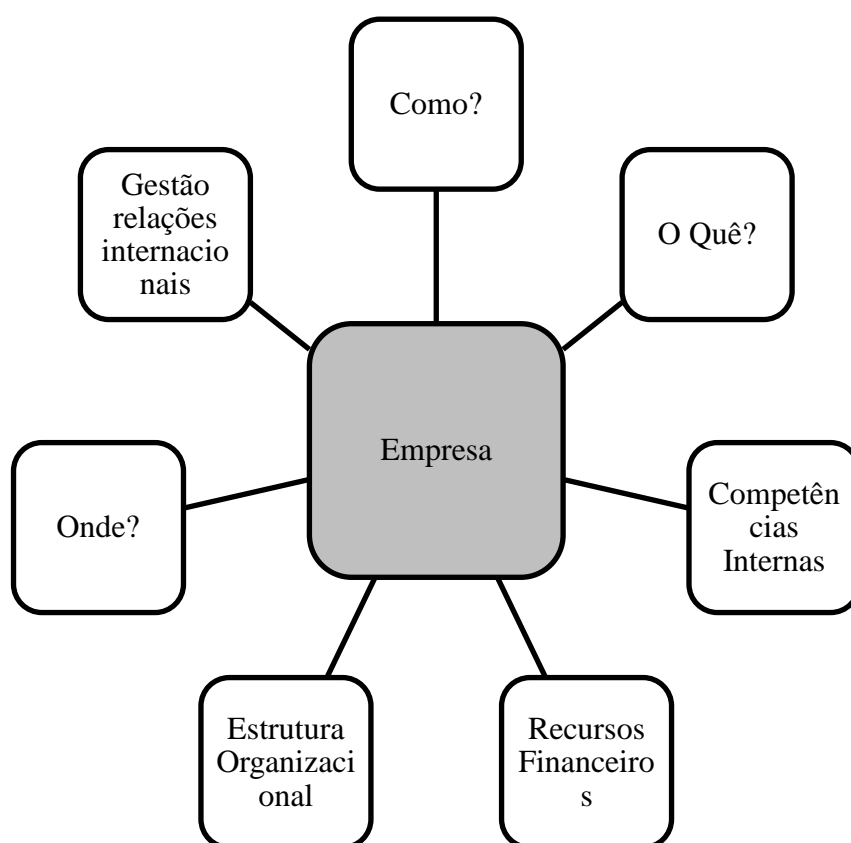 Como?
Gestão
relações
internacio
nais
O Quê?
Empresa
Onde?
Competên
cias
Internas
Estrutura
Organizaci
onal
Recursos
Financeiro
s